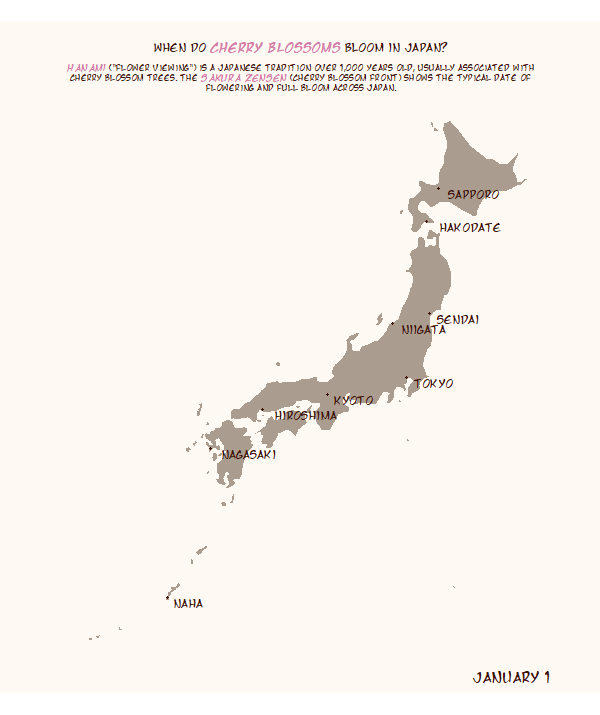 WHEN DO CHERRY BLOSSOMS BLOOM IN JAPAN?
HANAMI ("FLOWER VIEWING") IS A JAPANESE TRADITION OVER 1,000 YEARS OLD, USUALLY ASSOCIATED WITH
CHERRY BLOSSOM TREES. THE SAKURA ZENSEN (CHERRY BLOSSOM FRONT) SHOWS THE TYPICAL DATE OF
FLOWERING AND FULL BLOOM ACROSS JAPAN.
SAPPORO
HAKODATE
SENDAI
NIIGATA
TOKYO
KYOTO
HIROSHIMA
NAGASAKI
NAHA
JANUARY 1